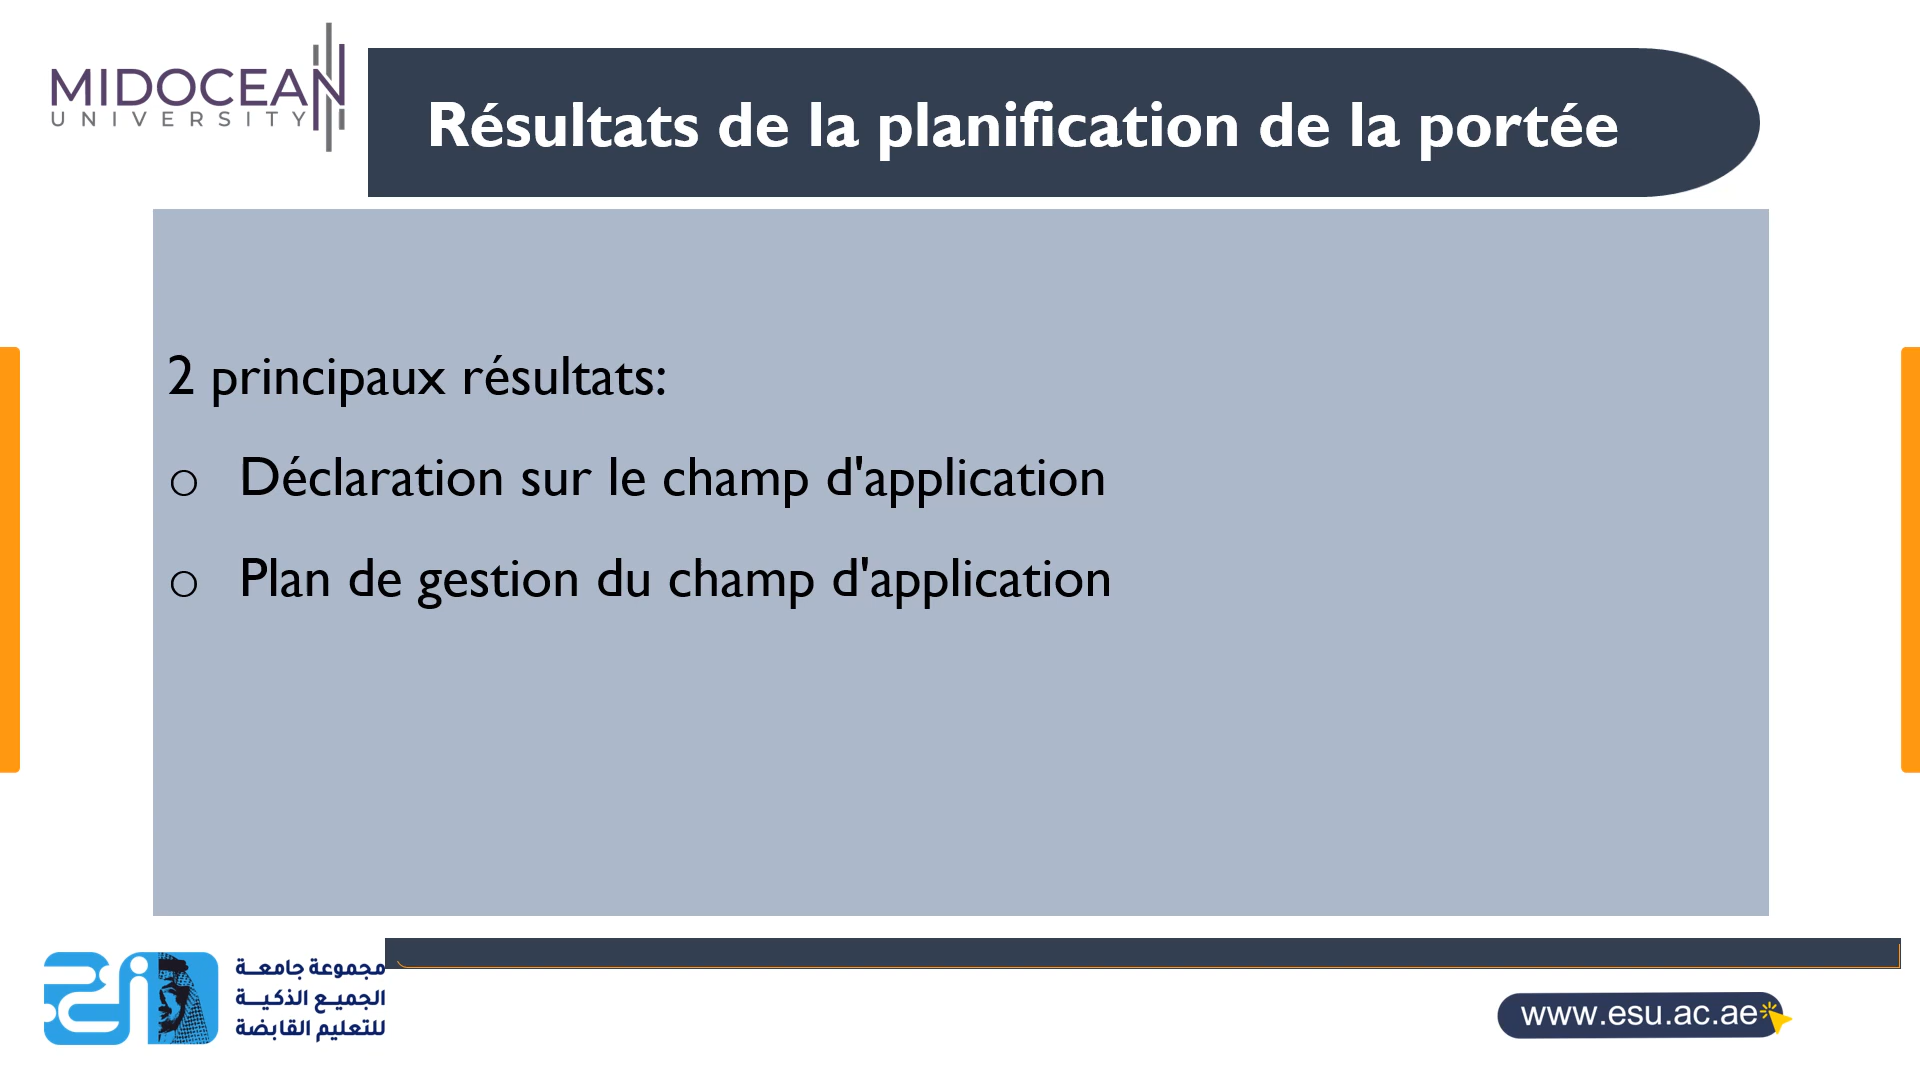 MIDOCEAN
UNIVERSITY
Résultats de la planification de la portée
2 principaux résultats:
o Déclaration sur le champ d'application
o Plan de gestion du champ d'application
مجموعة جامعة
الجميع الذكية
للتعليم القابضة
www.esu.ac.ae